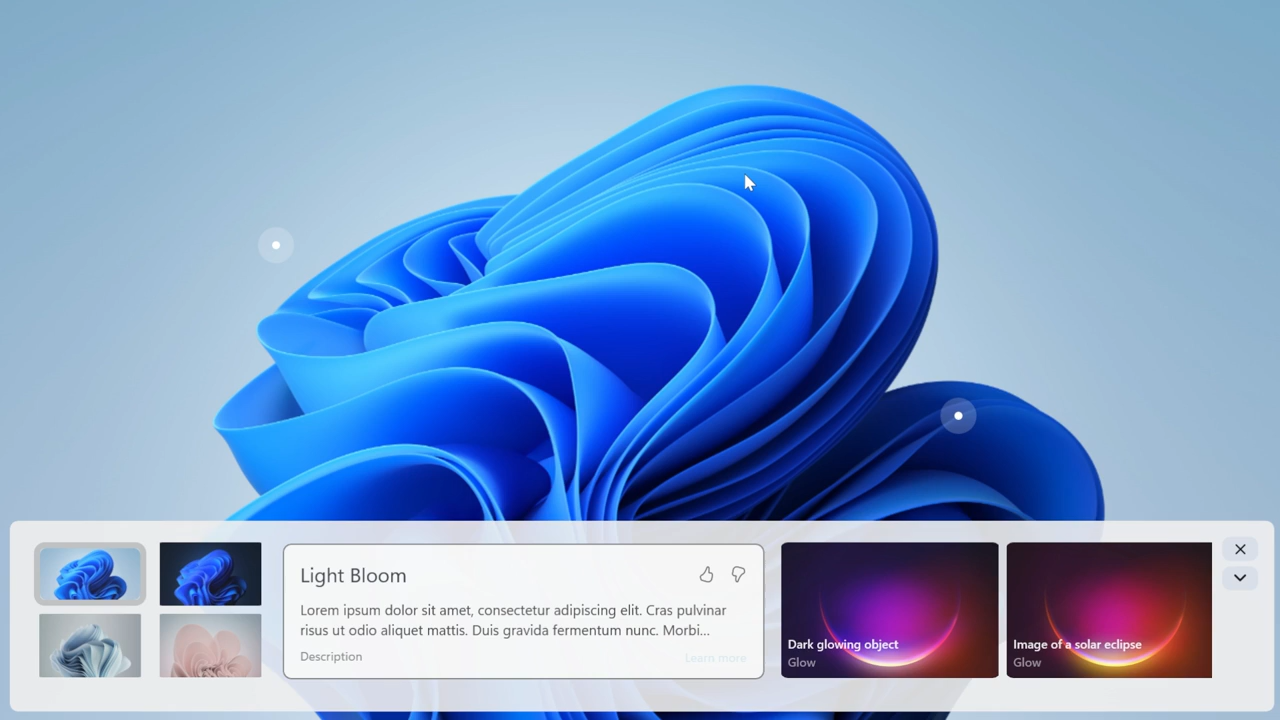 Light Bloom
Lorem ipsum dolor sit amet, consectetur adipiscing elit. Cras pulvinar
risus ut odio aliquet mattis. Duis gravida fermentum nunc. Morbi...
Description
Learn more
Dark glowing object
Glow
Image of a solar eclipse
Glow